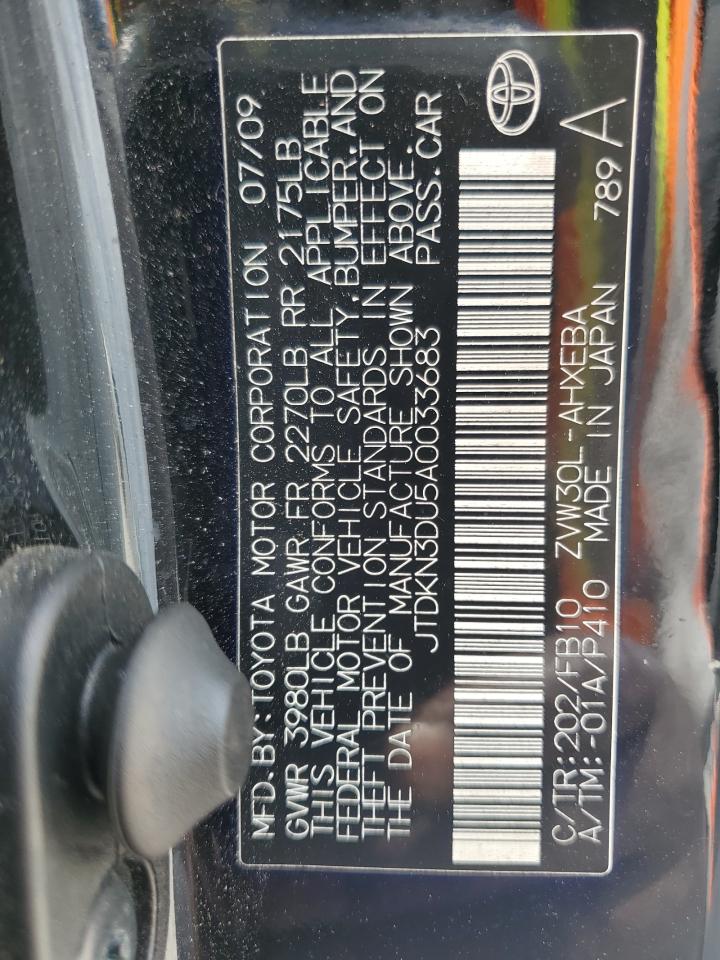 MFD.BY:TOYOTA MOTOR CORPORATION 07/09
GVWR 3980LB GAWR FR 2270LB RR 2175LB
THIS VEHICLE CONFORMS TO ALL APPLICABLE
FEDERAL MOTOR VEHICLE SAFETY,BUMPER,AND
THEFT PREVENTION STANDARDS IN EFFECT ON
THE DATE OF MANUFACTURE SHOWN ABOVE.
JTDKN3DU5A0033683 PASS.CAR
C/TR:202/FB10 ZVW30L-AHXEBA
A/TM:-01A/P410 MADE IN JAPAN 789 A